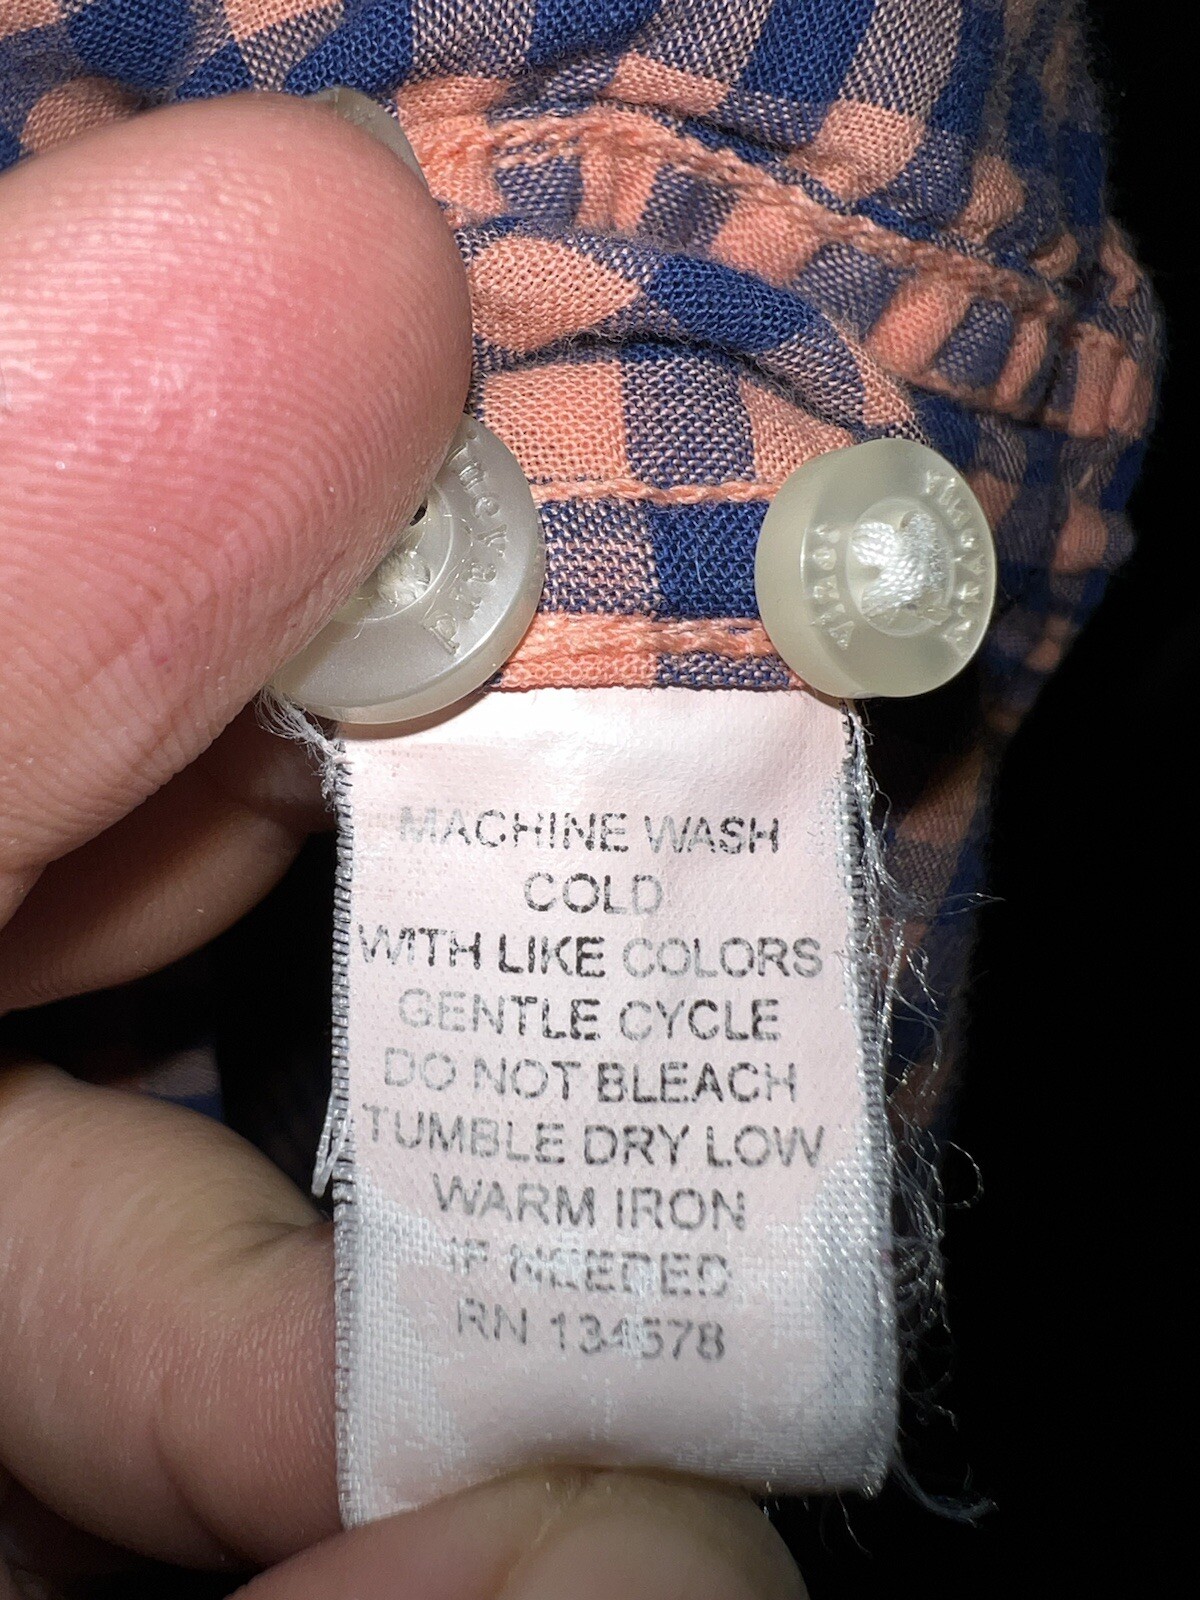 MACHINE WASH
COLD
WITH LIKE COLORS
GENTLE CYCLE
DO NOT BLEACH
TUMBLE DRY LOW
WARM IRON
IF NEEDED
RN 134578